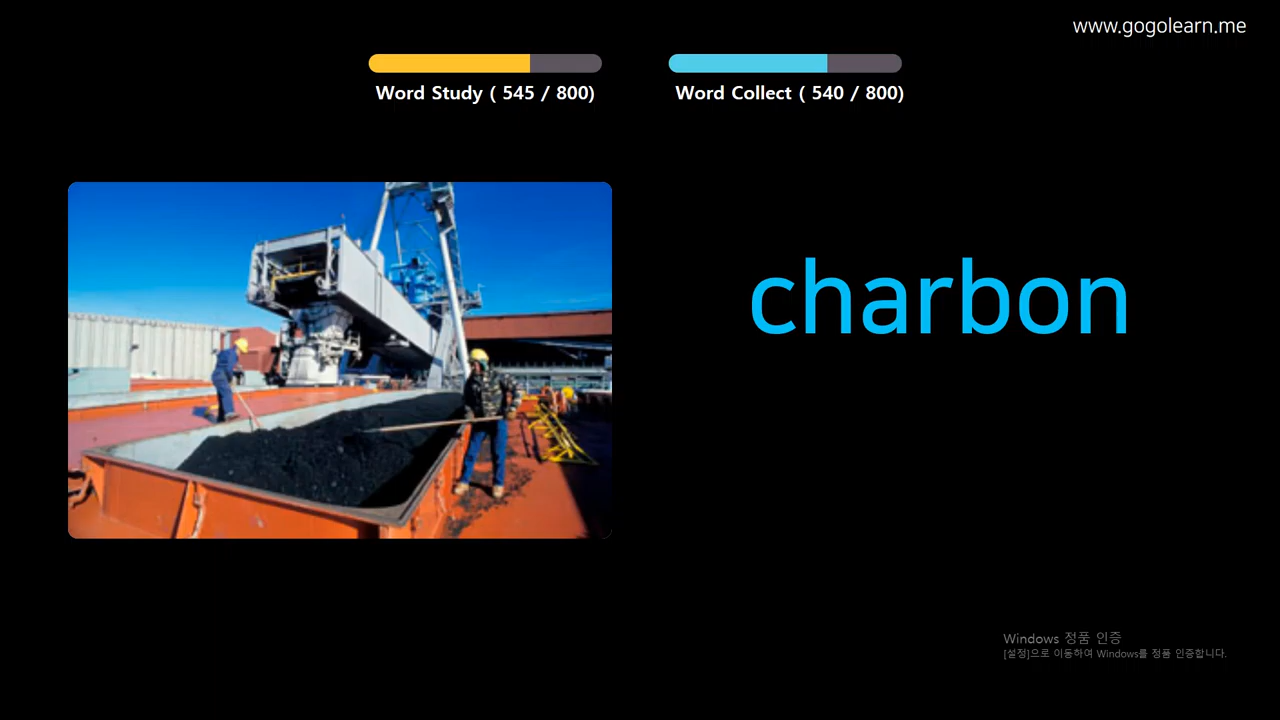 www.gogolearn.me
Word Study ( 545 / 800)
Word Collect ( 540 / 800)
charbon
Windows 정품 인증
[설정]으로 이동하여 Windows를 정품 인증합니다.